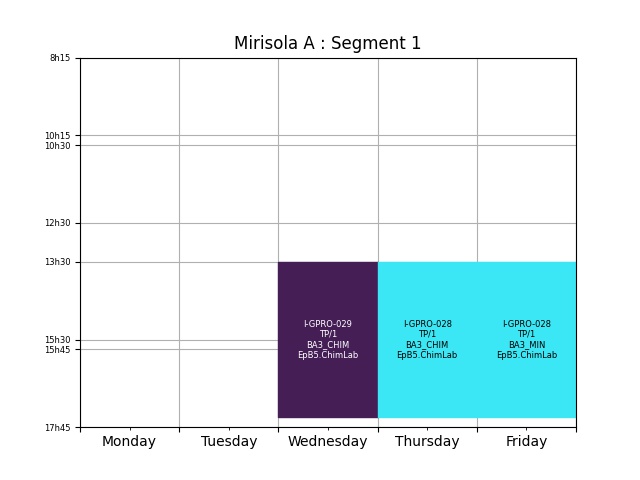 Mirisola A : Segment 1
8h15
10h15
10h30
12h30
13h30
15h30
15h45
17h45
I-GPRO-029
TP/1
BA3_CHIM
EpB5.ChimLab
I-GPRO-028
TP/1
BA3_CHIM
EpB5.ChimLab
I-GPRO-028
TP/1
BA3_MIN
EpB5.ChimLab
Monday
Tuesday
Wednesday
Thursday
Friday